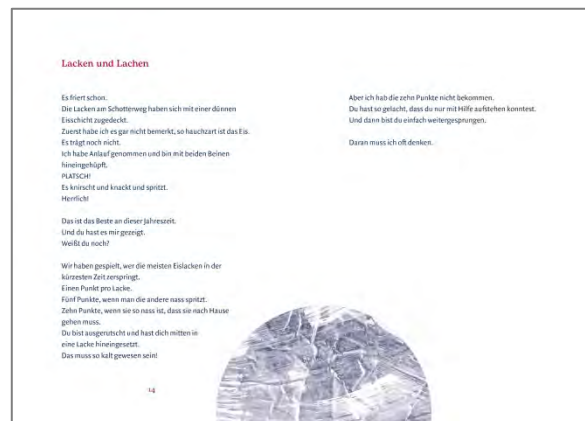 Lacken und Lachen
Es friert schon.
Die Lacken am Schotterweg haben sich mit einer dünnen
Eisschicht zugedeckt.
Zuerst habe ich es gar nicht bemerkt, so hauchzart ist das Eis.
Es trägt noch nicht.
Ich habe Anlauf genommen und bin mit beiden Beinen
hineingehüpft.
PLATSCH!
Es knirscht und knackt und spritzt.
Herrlich!
Das ist das Beste an dieser Jahreszeit.
Und du hast es mir gezeigt.
Weißt du noch?
Wir haben gespielt, wer die meisten Eislacken in der
kürzesten Zeit zerspringt.
Einen Punkt pro Lacke.
Fünf Punkte, wenn man die andere nass spritzt.
Zehn Punkte, wenn sie so nass ist, dass sie nach Hause
gehen muss.
Du bist ausgerutscht und hast dich mitten in
eine Lacke hineingesetzt.
Das muss so kalt gewesen sein!
14
Aber ich hab die zehn Punkte nicht bekommen.
Du hast so gelacht, dass du nur mit Hilfe aufstehen konntest.
Und dann bist du einfach weitergesprungen.
Daran muss ich oft denken.